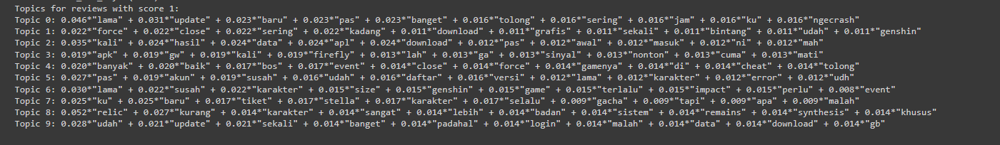 Topics for reviews with score 1:
Topic 0: 0.046*"lama" + 0.031*"update" + 0.023*"baru" + 0.023*"pas" + 0.023*"banget" + 0.016*"tolong" + 0.016*"sering" + 0.016*"jam" + 0.016*"ku" + 0.016*"ngecrash"
Topic 1: 0.022*"force" + 0.022*"close" + 0.022*"sering" + 0.022*"kadang" + 0.011*"download" + 0.011*"grafis" + 0.011*"sekali" + 0.011*"bintang" + 0.011*"udah" + 0.011*"genshin"
Topic 2: 0.035*"kali" + 0.024*"hasil" + 0.024*"data" + 0.024*"apl" + 0.024*"download" + 0.012*"pas" + 0.012*"awal" + 0.012*"masuk" + 0.012*"ni" + 0.012*"mah"
Topic 3: 0.019*"apk" + 0.019*"gw" + 0.019*"kali" + 0.019*"firefly" + 0.013*"lah" + 0.013*"ga" + 0.013*"sinyal" + 0.013*"nonton" + 0.013*"cuma" + 0.013*"mati"
Topic 4: 0.020*"banyak" + 0.020*"baik" + 0.017*"bos" + 0.017*"event" + 0.014*"close" + 0.014*"force" + 0.014*"gamenya" + 0.014*"di" + 0.014*"cheat" + 0.014*"tolong"
Topic 5: 0.027*"pas" + 0.019*"akun" + 0.019*"susah" + 0.016*"udah" + 0.016*"daftar" + 0.016*"versi" + 0.012*"lama" + 0.012*"karakter" + 0.012*"error" + 0.012*"udh"
Topic 6: 0.030*"lama" + 0.022*"susah" + 0.022*"karakter" + 0.015*"size" + 0.015*"genshin" + 0.015*"game" + 0.015*"terlalu" + 0.015*"impact" + 0.015*"perlu" + 0.008*"event"
Topic 7: 0.025*"ku" + 0.025*"baru" + 0.017*"tiket" + 0.017*"stella" + 0.017*"karakter" + 0.017*"selalu" + 0.009*"gacha" + 0.009*"tapi" + 0.009*"apa" + 0.009*"malah"
Topic 8: 0.052*"relic" + 0.027*"kurang" + 0.014*"karakter" + 0.014*"sangat" + 0.014*"lebih" + 0.014*"badan" + 0.014*"sistem" + 0.014*"remains" + 0.014*"synthesis" + 0.014*"khusus"
Topic 9: 0.028*"udah" + 0.021*"update" + 0.021*"sekali" + 0.014*"banget" + 0.014*"padahal" + 0.014*"login" + 0.014*"malah" + 0.014*"data" + 0.014*"download" + 0.014*"gb"